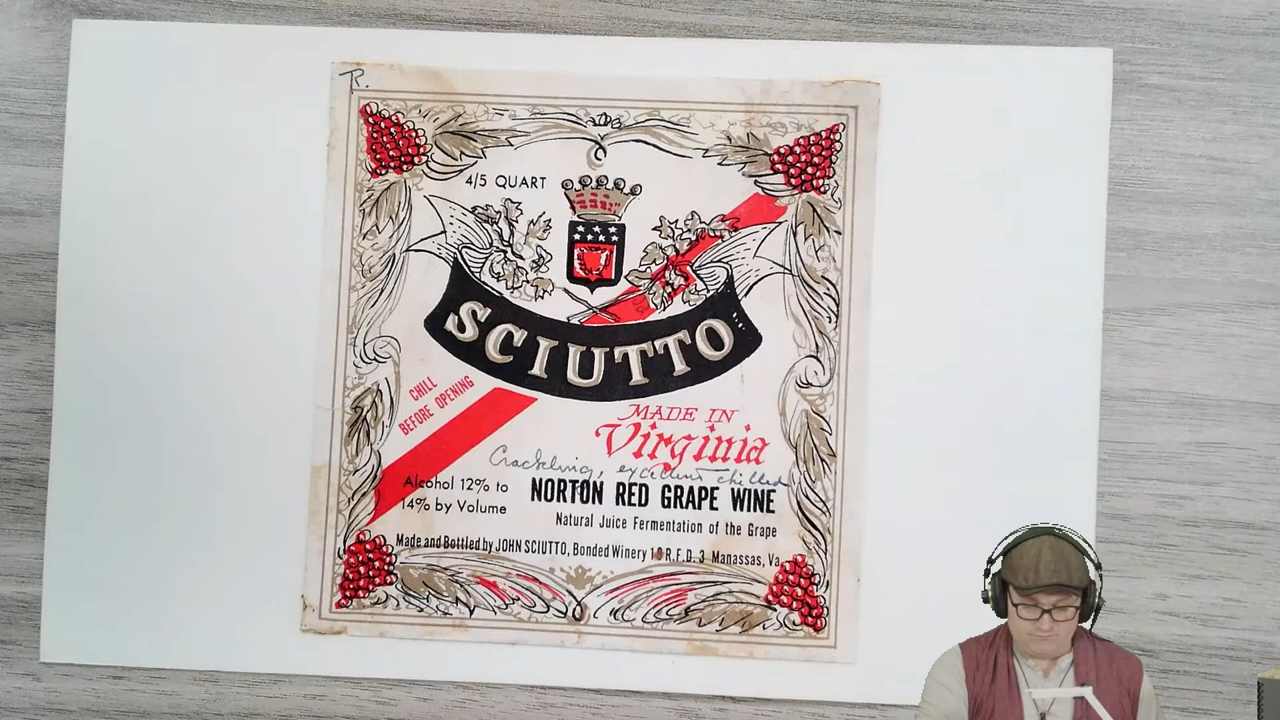 R.
4/5 QUART
SCIUTTO
CHILL
BEFORE OPENING
MADE IN
Virginia
Crackling, excellent chilled
Alcohol 12% to
14% by Volume
NORTON RED GRAPE WINE
Natural Juice Fermentation of the Grape
Made and Bottled by JOHN SCIUTTO, Bonded Winery R.F.D. 3 Manassas, Va.